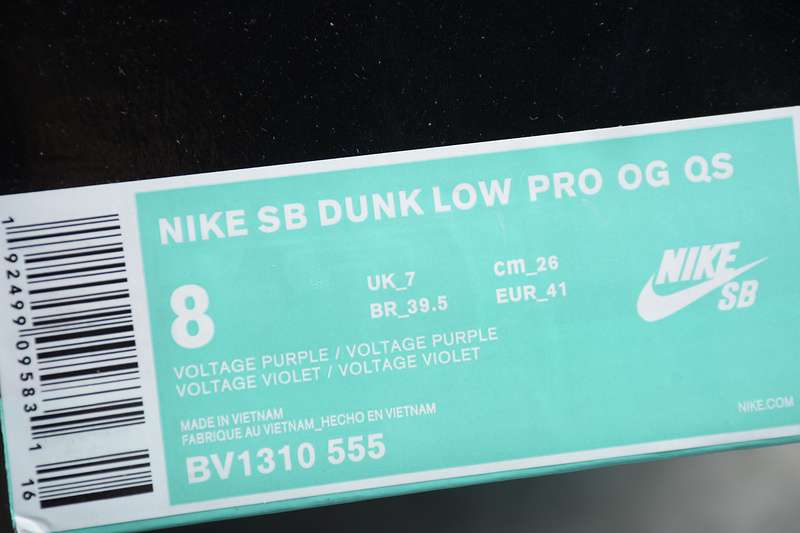 NIKE SB DUNK LOW PRO OG QS
8
UK_7
cm_26
BR_39.5
EUR_41
NIKE
SB
VOLTAGE PURPLE / VOLTAGE PURPLE
VOLTAGE VIOLET / VOLTAGE VIOLET
MADE IN VIETNAM
FABRIQUE AU VIETNAM_HECHO EN VIETNAM
BV1310 555
NIKE.COM
1 92499 09583 1
16